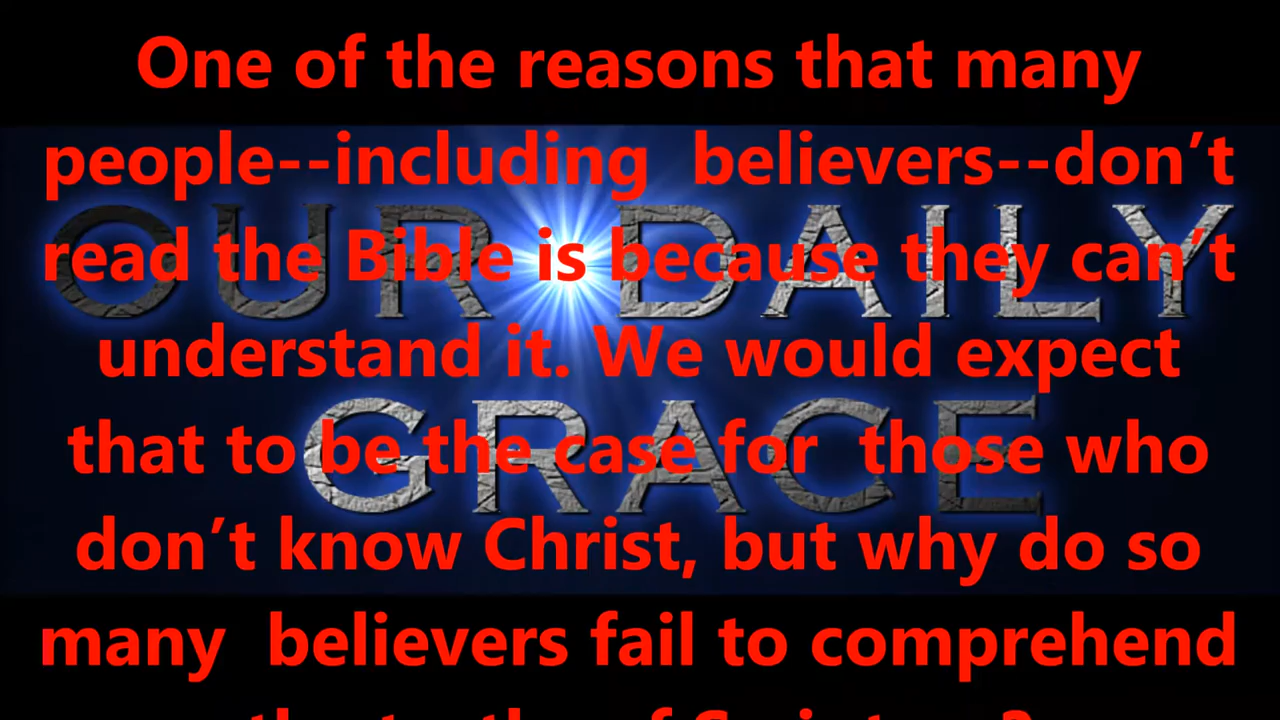 One of the reasons that many
people--including  believers--don’t
read the Bible is because they can’t
understand it. We would expect
that to be the case for  those who
don’t know Christ, but why do so
many  believers fail to comprehend
OUR DAILY
GRACE